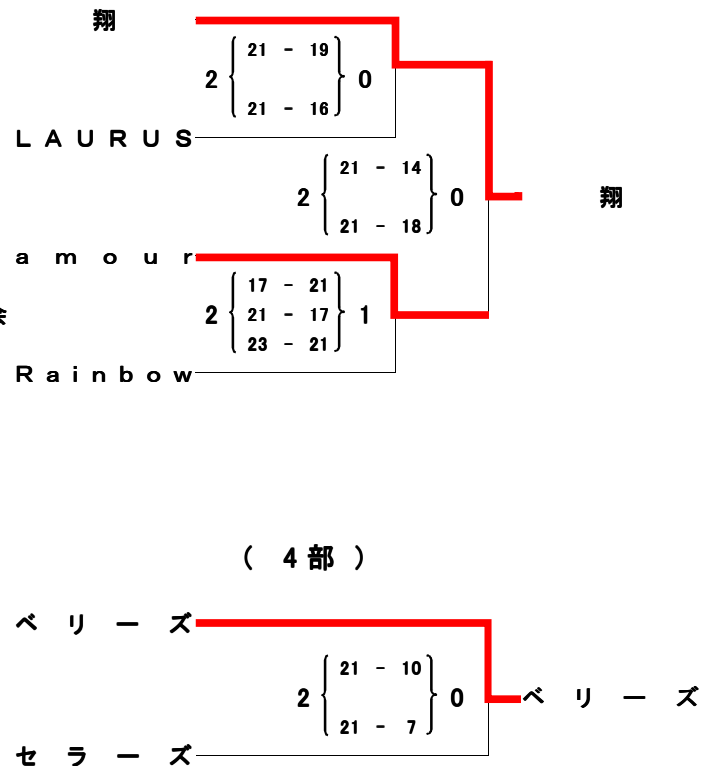 翔
21 - 19
2 0
21 - 16
LAURUS
21 - 14
2 0 翔
21 - 18
amour
17 - 21
2 21 - 17 1
23 - 21
Rainbow
( 4部 )
ベリーズ
21 - 10
2 0 ベリーズ
21 - 7
セラーズ